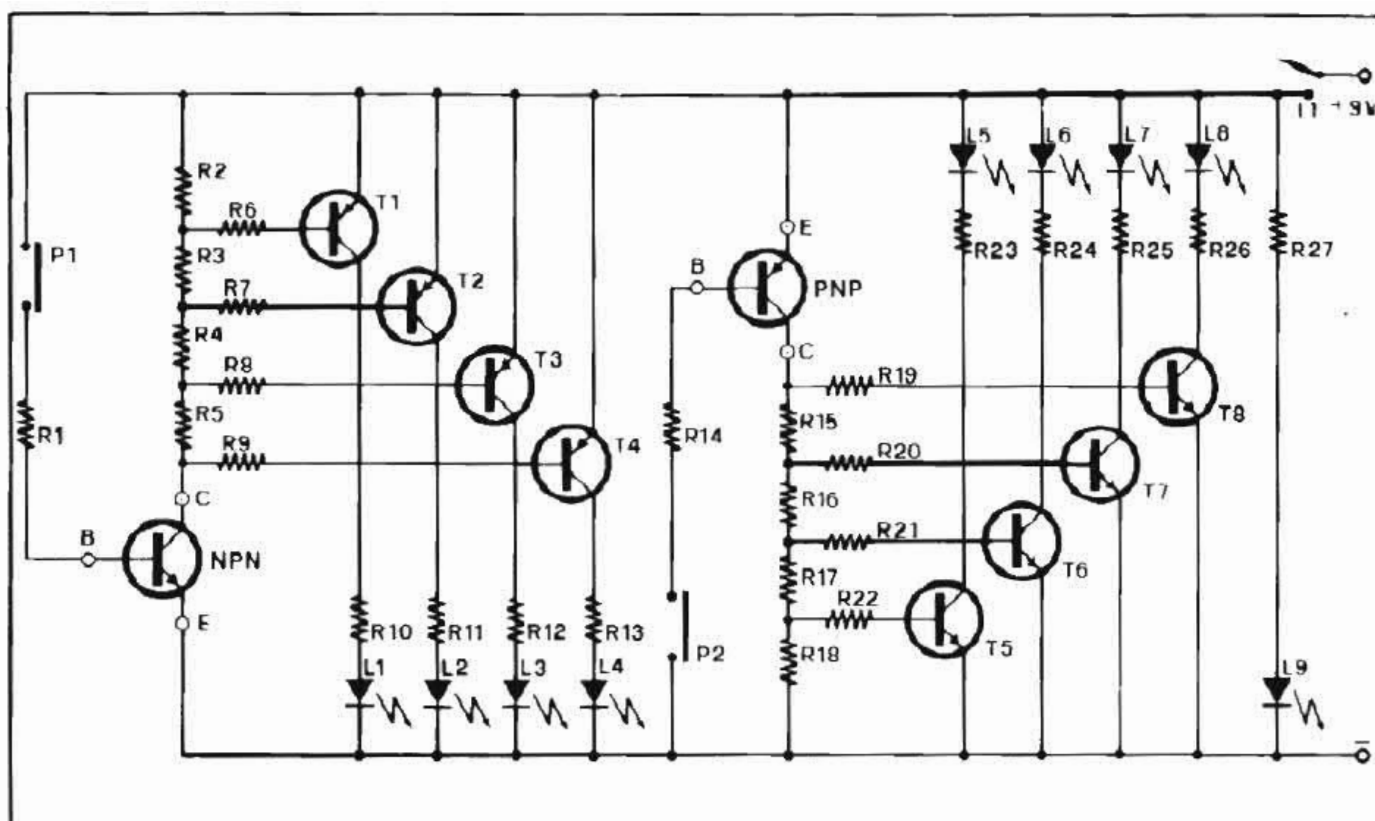 I1 +9V
L5 L6 L7 L8
R2
R6 T1
P1 R3
R7 T2
R23 R24 R25 R26 R27
E
B PNP
R4
R8 T3
C
R19
R5
R1 R9 T4
R14 R15
R20 T8
C
R16 T7
B NPN
R21
R17 T6
E
R22
R10 R11 R12 R13
P2 R18 T5
L1 L2 L3 L4 L9
–